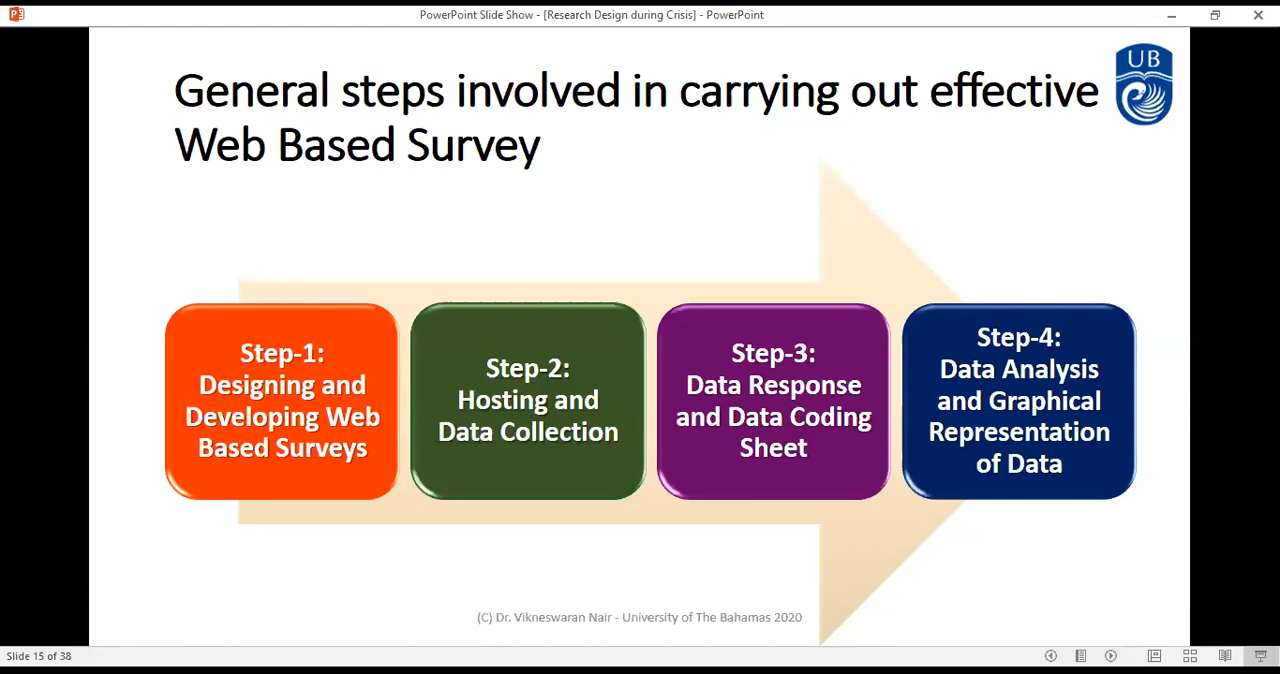 PowerPoint Slide Show - [Research Design during Crisis] - PowerPoint
General steps involved in carrying out effective
Web Based Survey
UB
Step-1:
Designing and
Developing Web
Based Surveys
Step-2:
Hosting and
Data Collection
Step-3:
Data Response
and Data Coding
Sheet
Step-4:
Data Analysis
and Graphical
Representation
of Data
(C) Dr. Vikneswaran Nair - University of The Bahamas 2020
Slide 15 of 38